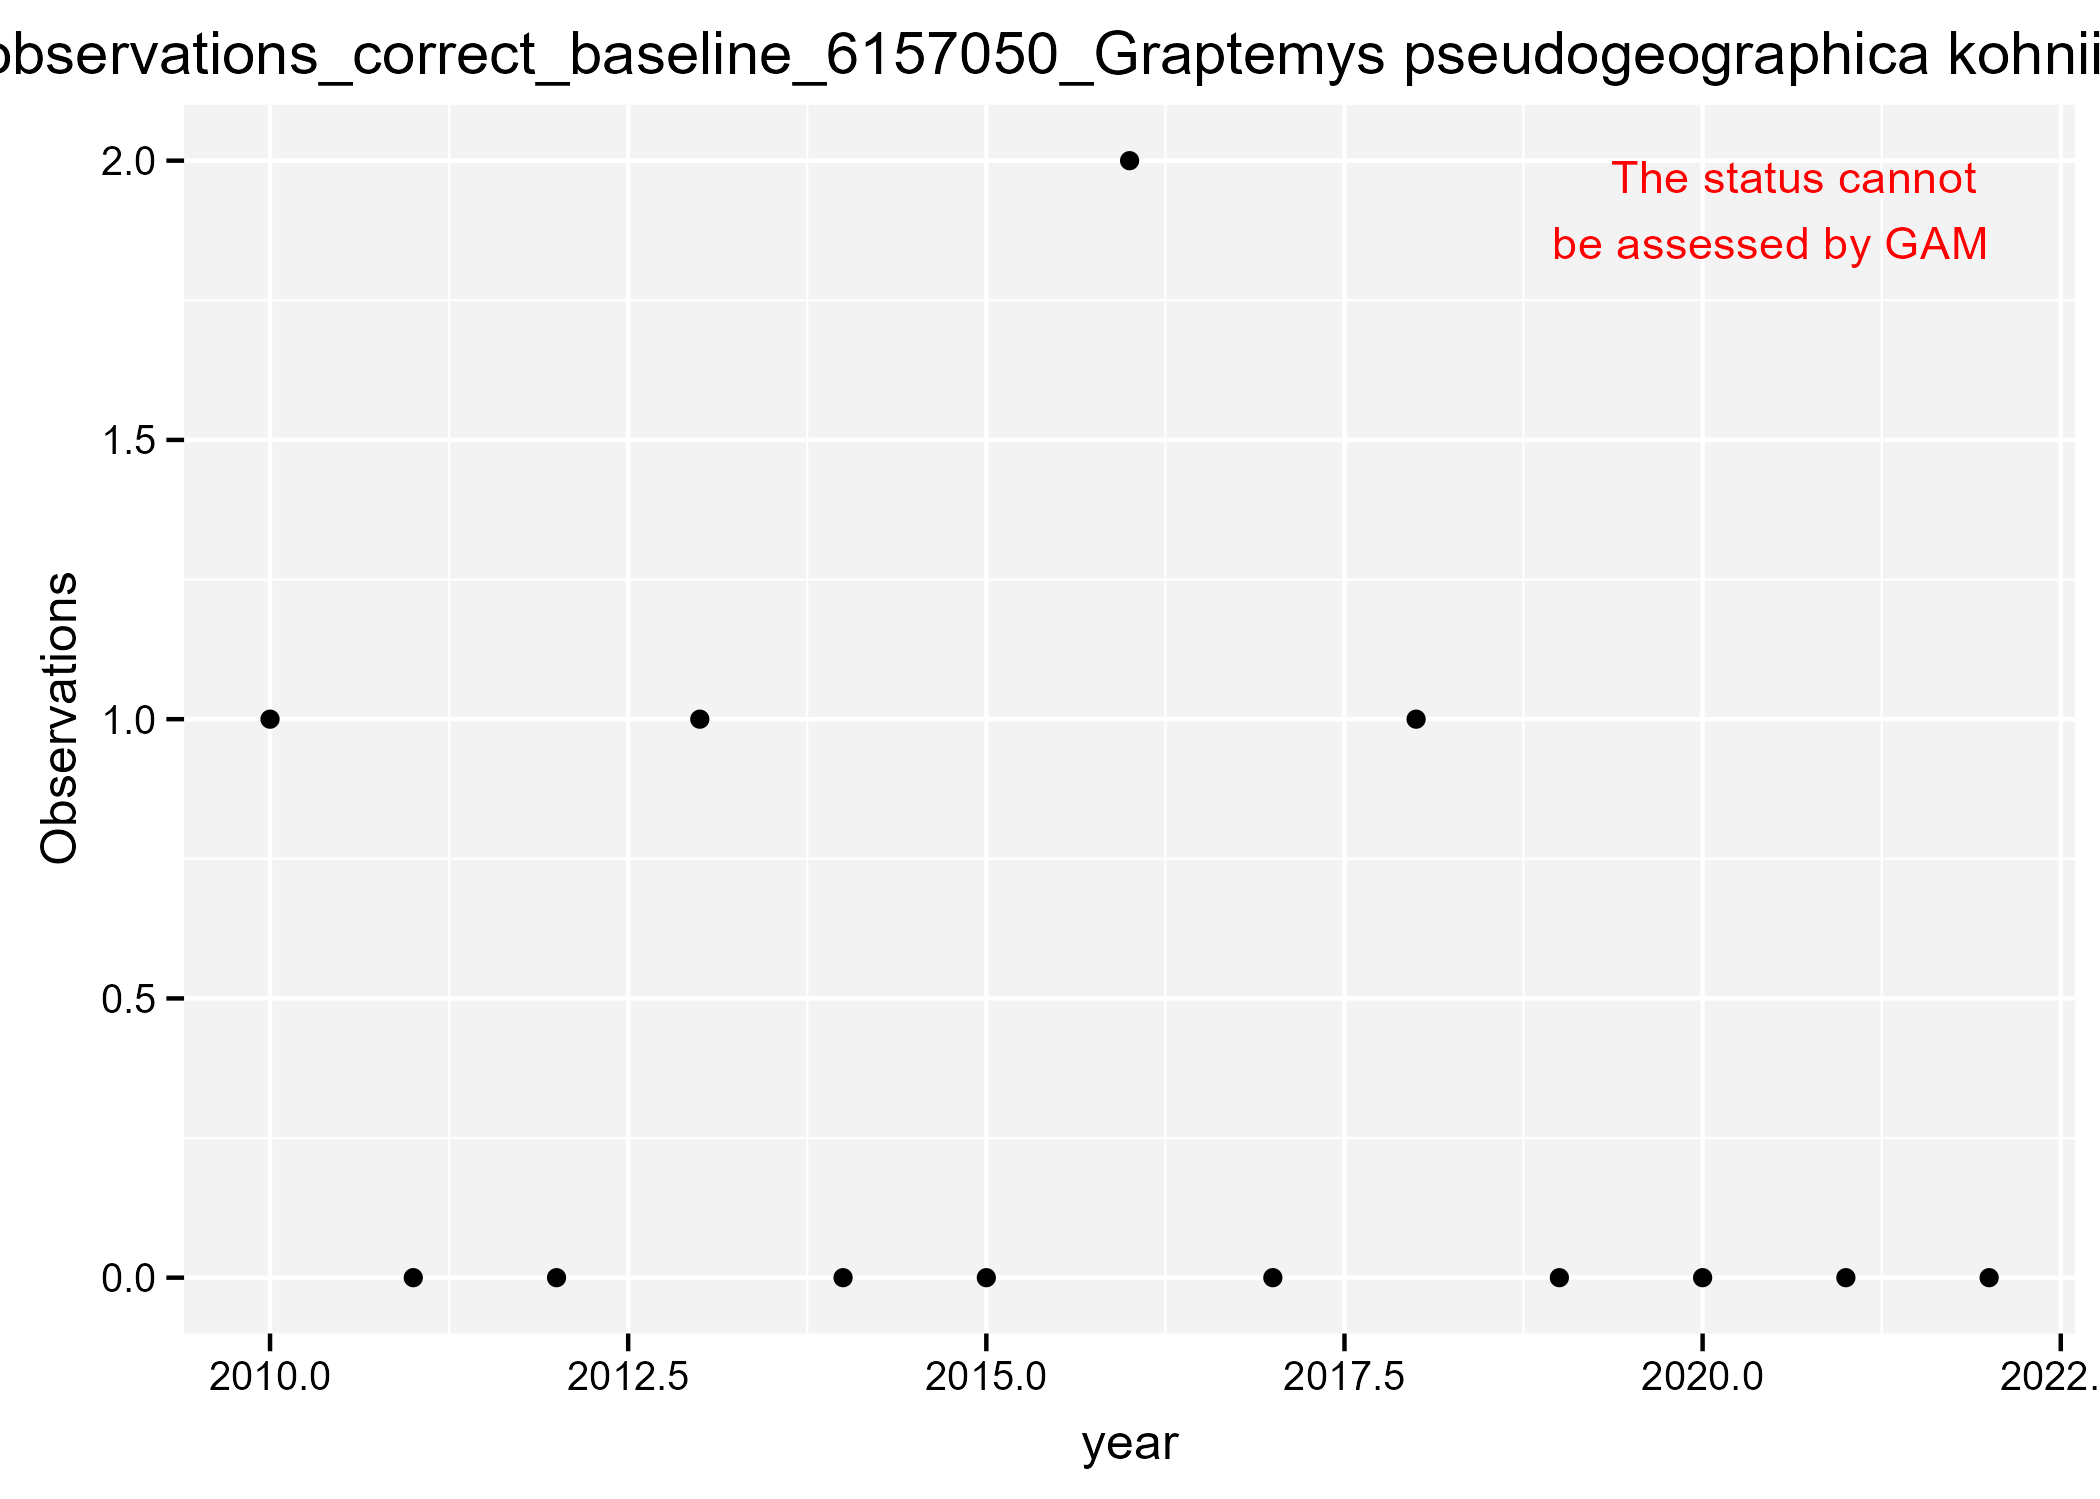 observations_correct_baseline_6157050_Graptemys pseudogeographica kohnii
The status cannot
be assessed by GAM
2.0
1.5
1.0
0.5
0.0
Observations
2010.0 2012.5 2015.0 2017.5 2020.0 2022.
year